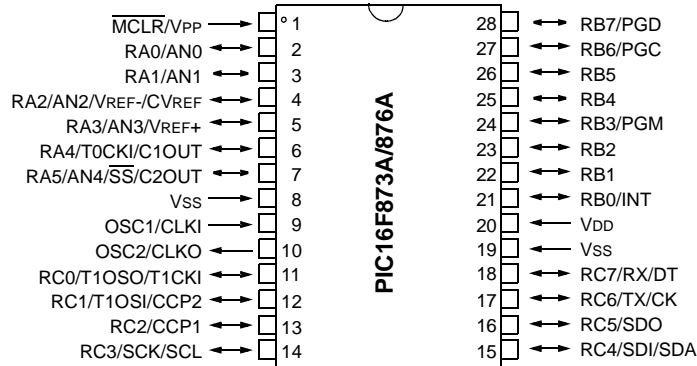 MCLR/VPP → 1 28 ↔ RB7/PGD
RA0/AN0 ↔ 2 27 ↔ RB6/PGC
RA1/AN1 ↔ 3 26 ↔ RB5
RA2/AN2/VREF-/CVREF ↔ 4 25 ↔ RB4
RA3/AN3/VREF+ ↔ 5 24 ↔ RB3/PGM
RA4/T0CKI/C1OUT ↔ 6 23 ↔ RB2
RA5/AN4/SS/C2OUT ↔ 7 22 ↔ RB1
VSS → 8 21 ↔ RB0/INT
OSC1/CLKI → 9 20 ← VDD
OSC2/CLKO ← 10 19 ← VSS
RC0/T1OSO/T1CKI ↔ 11 18 ↔ RC7/RX/DT
RC1/T1OSI/CCP2 ↔ 12 17 ↔ RC6/TX/CK
RC2/CCP1 ↔ 13 16 ↔ RC5/SDO
RC3/SCK/SCL ↔ 14 15 ↔ RC4/SDI/SDA
PIC16F873A/876A